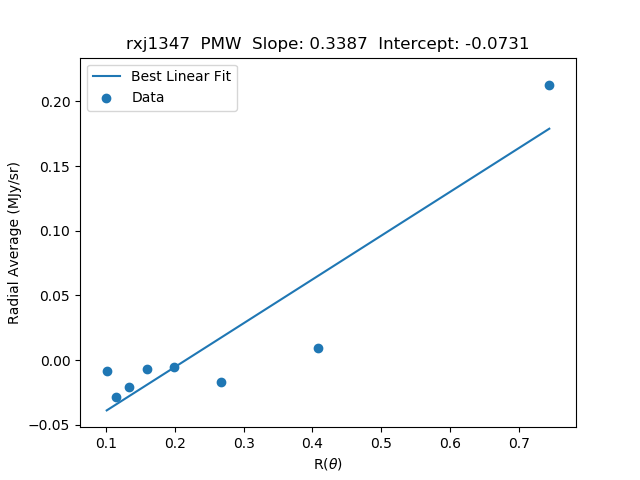 rxj1347  PMW  Slope: 0.3387  Intercept: -0.0731
Best Linear Fit
Data
Radial Average (MJy/sr)
0.20
0.15
0.10
0.05
0.00
−0.05
0.1 0.2 0.3 0.4 0.5 0.6 0.7
R(θ)